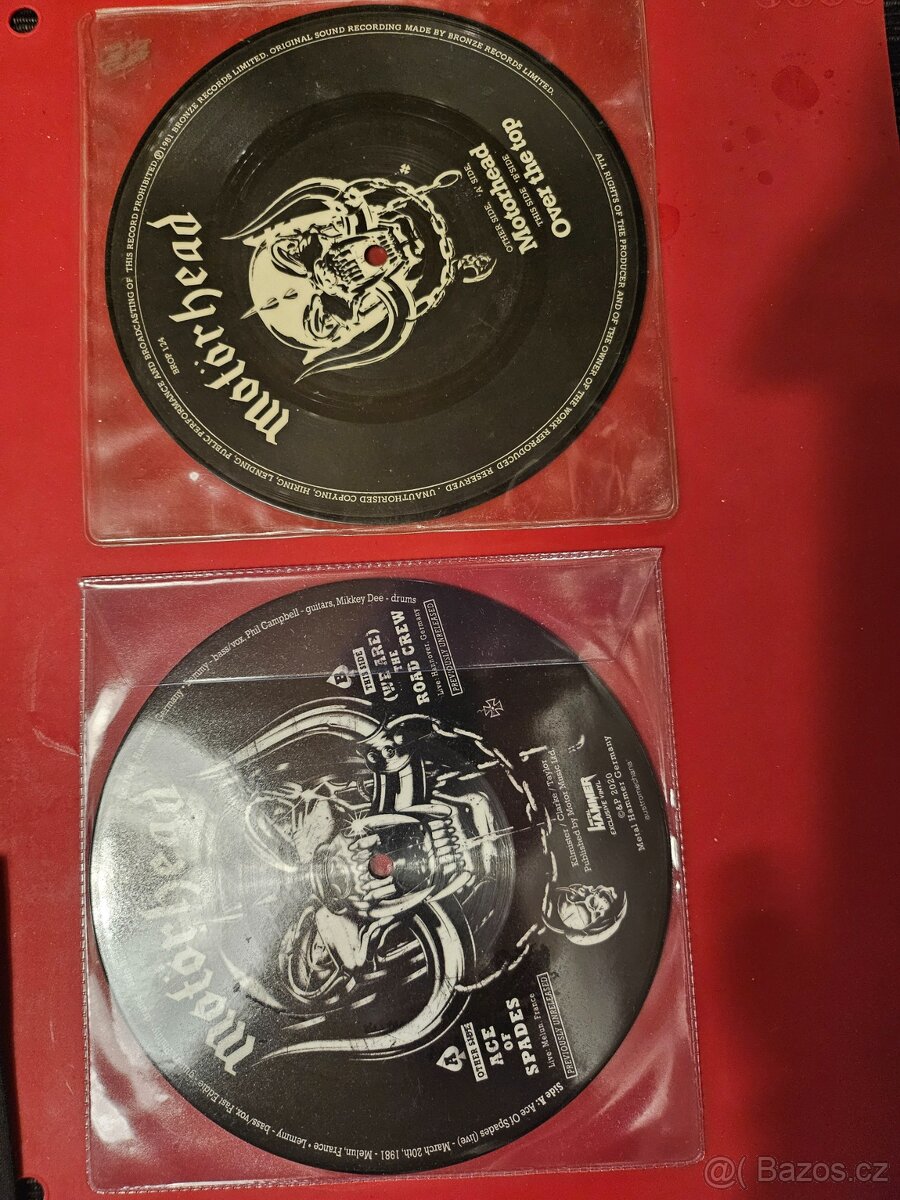 motörhead
BROP 124
OTHER SIDE, 'A' SIDE,
Motorhead
THIS SIDE 'B' SIDE
Over the top
ALL RIGHTS OF THE PRODUCER AND OF THE OWNER OF THE WORK REPRODUCED RESERVED. UNAUTHORISED COPYING, HIRING, LENDING, PUBLIC PERFORMANCE AND BROADCASTING OF THIS RECORD PROHIBITED. Ⓟ 1981 BRONZE RECORDS LIMITED. ORIGINAL SOUND RECORDING MADE BY BRONZE RECORDS LIMITED.
motörhead
A
OTHER SIDE
ACE
OF
SPADES
Live: Melun, France
PREVIOUSLY UNRELEASED
B
THIS SIDE
(WE ARE)
THE
ROAD CREW
Live: Hannover, Germany
PREVIOUSLY UNRELEASED
Kilmister / Clarke / Taylor
Published by Motor Music Ltd.
METAL HAMMER
EXCLUSIVE VINYL
©&P 2020
Metal Hammer Germany
Side A: Ace Of Spades (live) - March 20th, 1981 - Melun, France • Lemmy - bass/vox, Fast Eddie
Lemmy - bass/vox, Phil Campbell - guitars, Mikkey Dee - drums
@( Bazos.cz